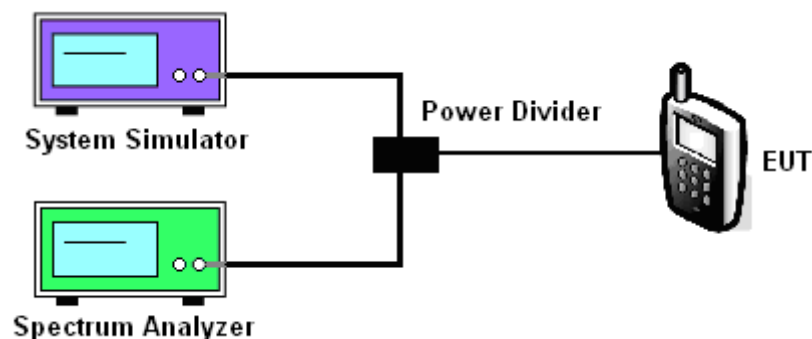 System Simulator
Power Divider
EUT
Spectrum Analyzer